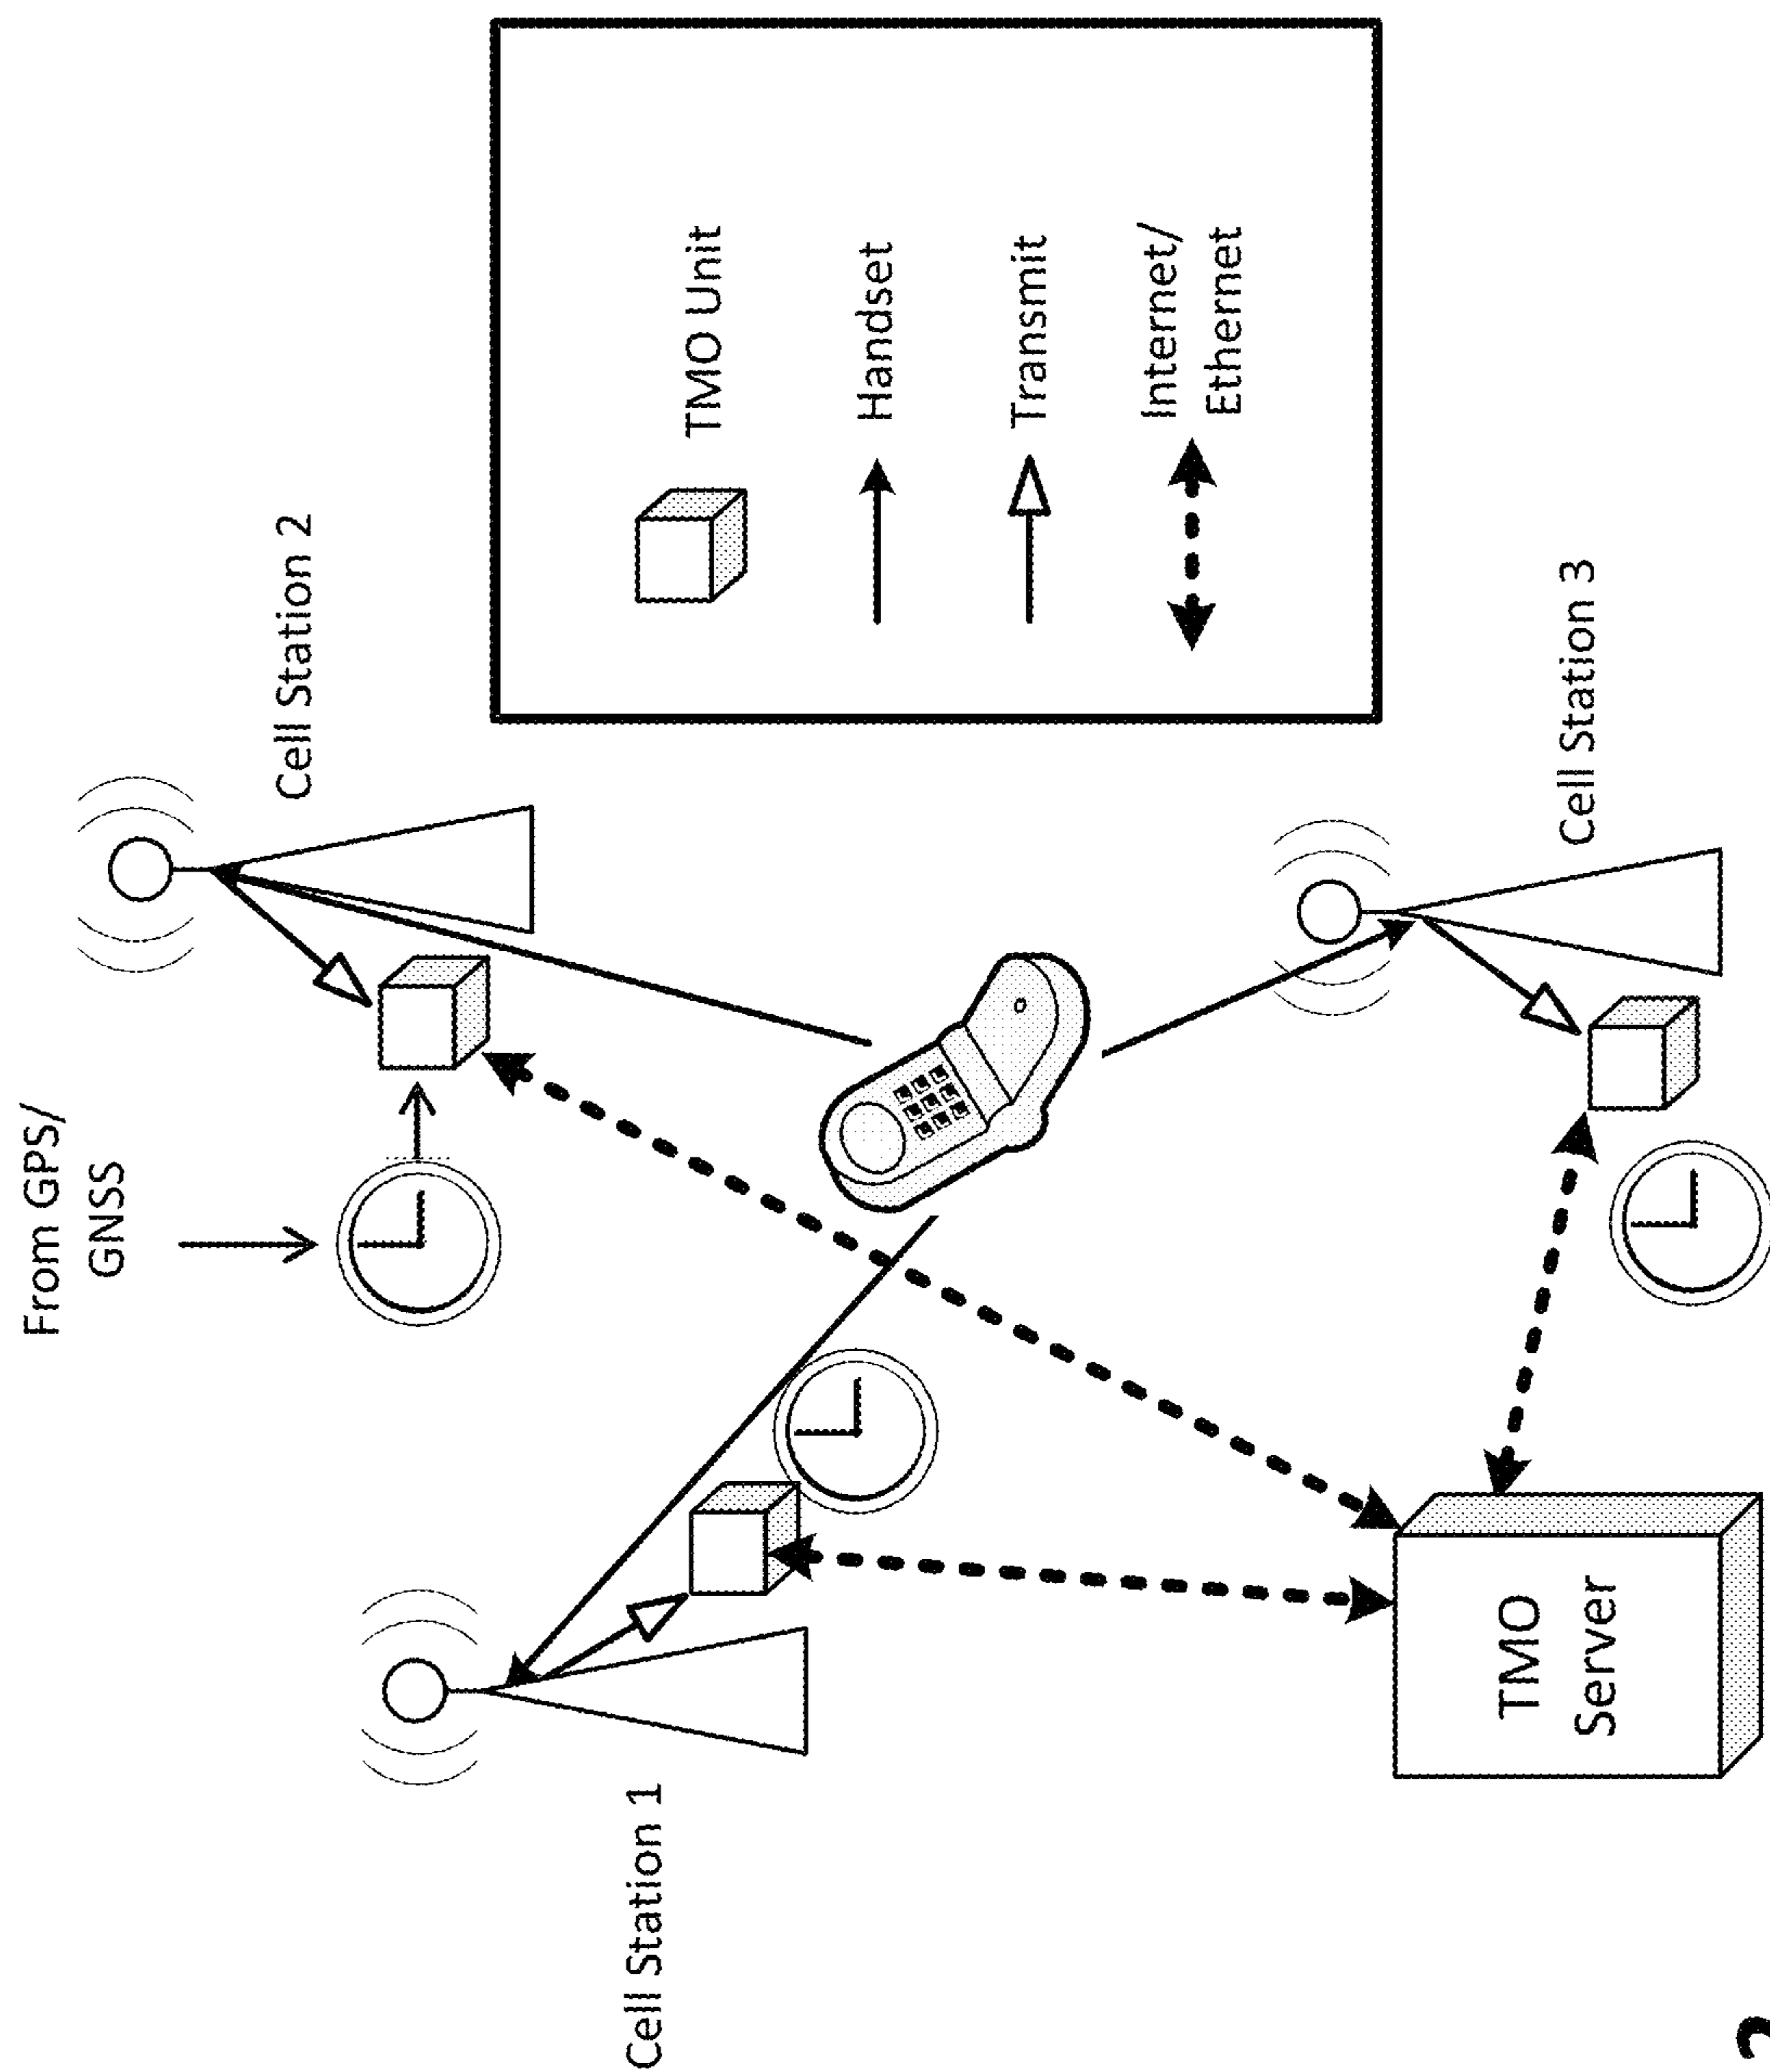 From GPS/
GNSS
Cell Station 2
Cell Station 1
TMO Unit
Handset
Transmit
Internet/
Ethernet
Cell Station 3
TMO
Server